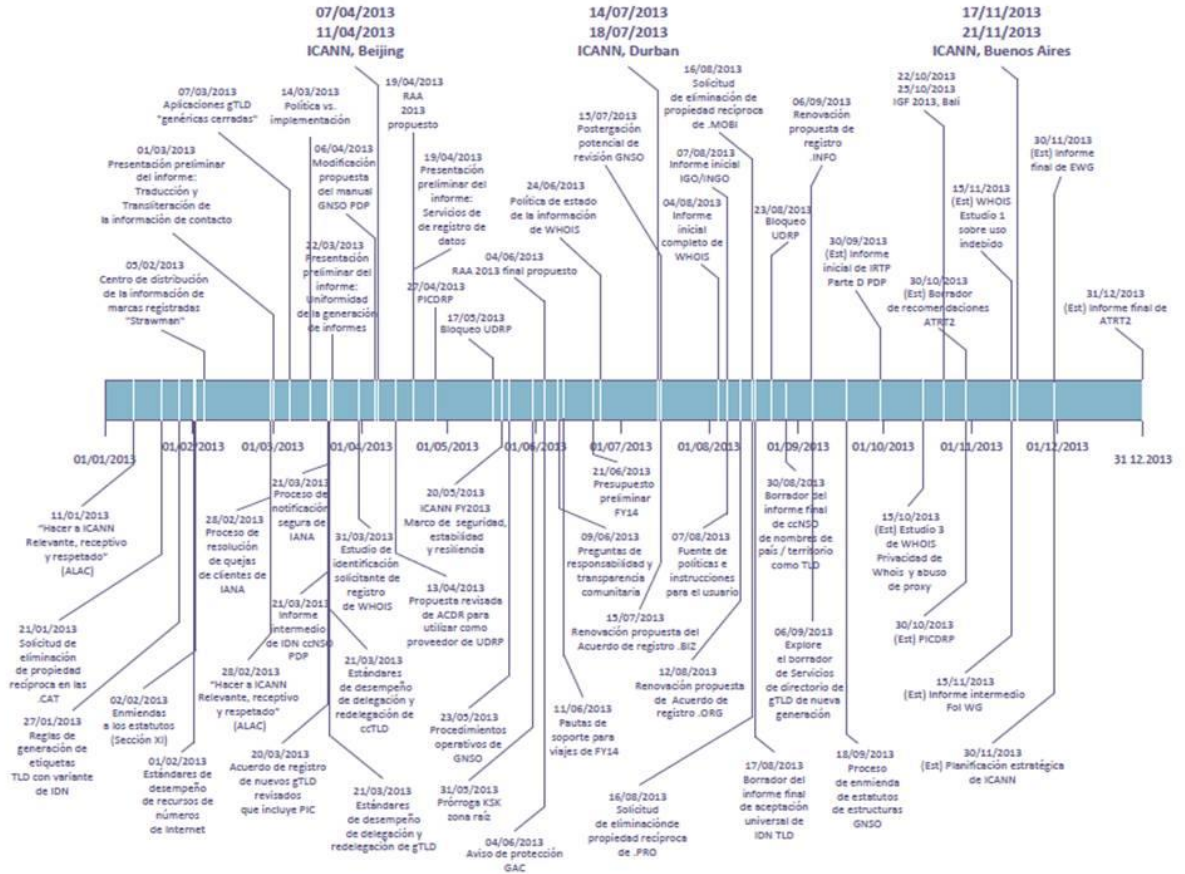 07/04/2013
11/04/2013
ICANN, Beijing
14/07/2013
18/07/2013
ICANN, Durban
17/11/2013
21/11/2013
ICANN, Buenos Aires
07/03/2013
Aplicaciones gTLD
"genéricas cerradas"
14/03/2013
Política vs.
implementación
19/04/2013
RAA
2013
propuesto
16/08/2013
Solicitud
de eliminación de
propiedad recíproca
de .MOBI
22/10/2013
25/10/2013
IGF 2013, Bali
01/03/2013
Presentación preliminar
del informe:
Traducción y
Transliteración de
la información de contacto
06/04/2013
Modificación
propuesta
del manual
GNSO PDP
19/04/2013
Presentación
preliminar del
informe:
Servicios
de registro de
datos
15/07/2013
Postergación
potencial de
revisión GNSO
07/08/2013
Informe inicial
IGO/INGO
06/09/2013
Renovación
propuesta de
registro
.INFO
30/11/2013
(Est) Informe
final de EWG
24/06/2013
Política de estado
de la información
de WHOIS
04/08/2013
Informe
inicial
completo de
WHOIS
23/08/2013
Bloqueo
UDRP
15/11/2013
(Est) WHOIS
Estudio 1
sobre uso
indebido
05/02/2013
Centro de distribución
de la información de
marcas registradas
"Strawman"
22/03/2013
Presentación
preliminar del
informe:
Uniformidad
de la generación
de informes
27/04/2013
PICDRP
17/05/2013
Bloqueo UDRP
04/06/2013
RAA 2013 final propuesto
30/09/2013
(Est) Informe
inicial de IRTP
Parte D PDP
30/10/2013
(Est) Borrador
de recomendaciones
ATRT2
31/12/2013
(Est) Informe final de
ATRT2
01/01/2013
01/02/2013
01/03/2013
01/04/2013
01/05/2013
01/06/2013
01/07/2013
01/08/2013
01/09/2013
01/10/2013
01/11/2013
01/12/2013
31 12.2013
11/01/2013
"Hacer a ICANN
Relevante, receptivo
y respetado"
(ALAC)
28/02/2013
Proceso de
resolución
de quejas
de clientes de
IANA
21/03/2013
Proceso de
notificación
segura de
IANA
31/03/2013
Estudio de
identificación
solicitante de
registro
de WHOIS
20/05/2013
ICANN FY2013
Marco de seguridad,
estabilidad
y resiliencia
21/06/2013
Presupuesto
preliminar
FY14
09/06/2013
Preguntas de
responsabilidad y
transparencia
comunitaria
07/08/2013
Fuente de
políticas e
instrucciones
para el usuario
30/08/2013
Borrador del
informe final
de ccNSO
de nombres de
país / territorio
como TLD
15/10/2013
(Est) Estudio 3
de WHOIS
Privacidad de
Whois y abuso
de proxy
21/01/2013
Solicitud de
eliminación
de propiedad
recíproca en las
.CAT
21/03/2013
Informe
intermedio
de IDN ccNSO
PDP
13/04/2013
Propuesta revisada
de ACDR para
utilizar como
proveedor de UDRP
15/07/2013
Renovación propuesta del
Acuerdo de registro .BIZ
30/10/2013
(Est) PICDRP
27/01/2013
Reglas de
generación de
etiquetas
TLD con variante
de IDN
02/02/2013
Enmiendas
a los estatutos
(Sección XI)
28/02/2013
"Hacer a ICANN
Relevante, receptivo
y respetado"
(ALAC)
21/03/2013
Estándares
de desempeño
de delegación y
redelegación de
ccTLD
12/08/2013
Renovación propuesta
de Acuerdo de
registro .ORG
06/09/2013
Explore
el borrador
de Servicios
de directorio de
gTLD de nueva
generación
15/11/2013
(Est) Informe intermedio
FoI WG
23/05/2013
Procedimientos
operativos de
GNSO
11/06/2013
Pautas de
soporte para
viajes de FY14
01/02/2013
Estándares de
desempeño
de recursos de
números
de Internet
20/03/2013
Acuerdo de registro
de nuevos gTLD
revisados
que incluye PIC
21/03/2013
Estándares
de desempeño
de delegación y
redelegación de gTLD
31/05/2013
Prórroga KSK
zona raíz
04/06/2013
Aviso de protección
GAC
16/08/2013
Solicitud
de eliminaciónde
propiedad recíproca
de .PRO
17/08/2013
Borrador del
informe final
de aceptación
universal de
IDN TLD
18/09/2013
Proceso
de enmienda
de estatutos
de estructuras
GNSO
30/11/2013
(Est) Planificación estratégica
de ICANN